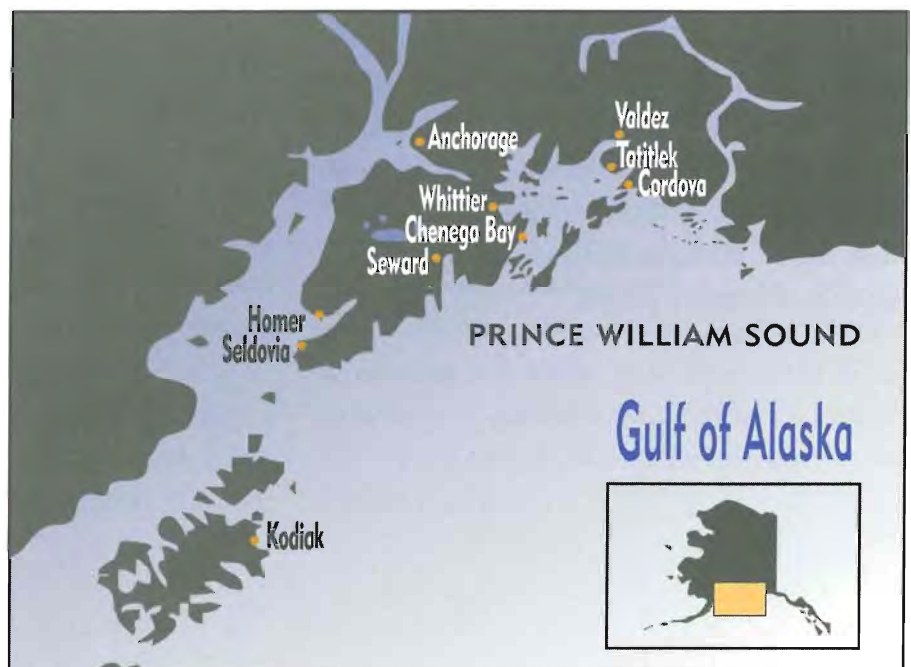 Valdez
Anchorage
Tatitlek
Cordova
Whittier
Chenega Bay
Seward
Homer
Seldovia
PRINCE WILLIAM SOUND
Gulf of Alaska
Kodiak